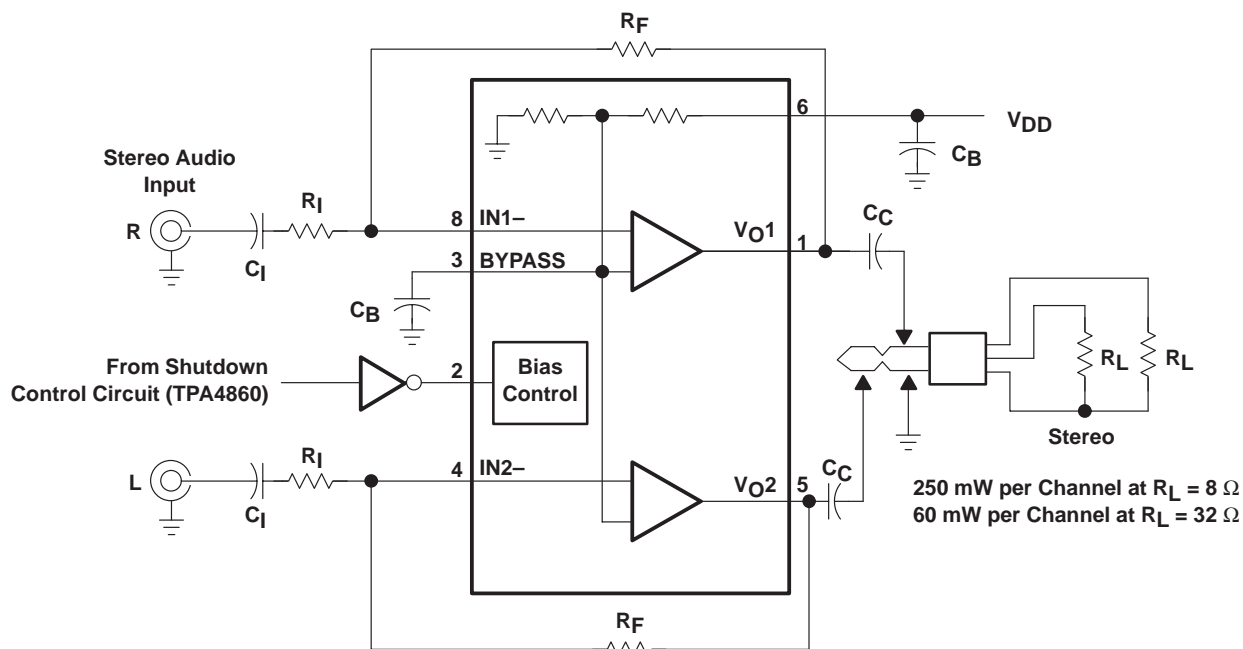 RF
6
VDD
CB
Stereo Audio
Input
R
CI
RI
8
IN1–
3
BYPASS
CB
VO1
1
CC
From Shutdown
Control Circuit (TPA4860)
2
Bias
Control
RL
RL
Stereo
L
CI
RI
4
IN2–
VO2
5
CC
250 mW per Channel at RL = 8 Ω
60 mW per Channel at RL = 32 Ω
RF